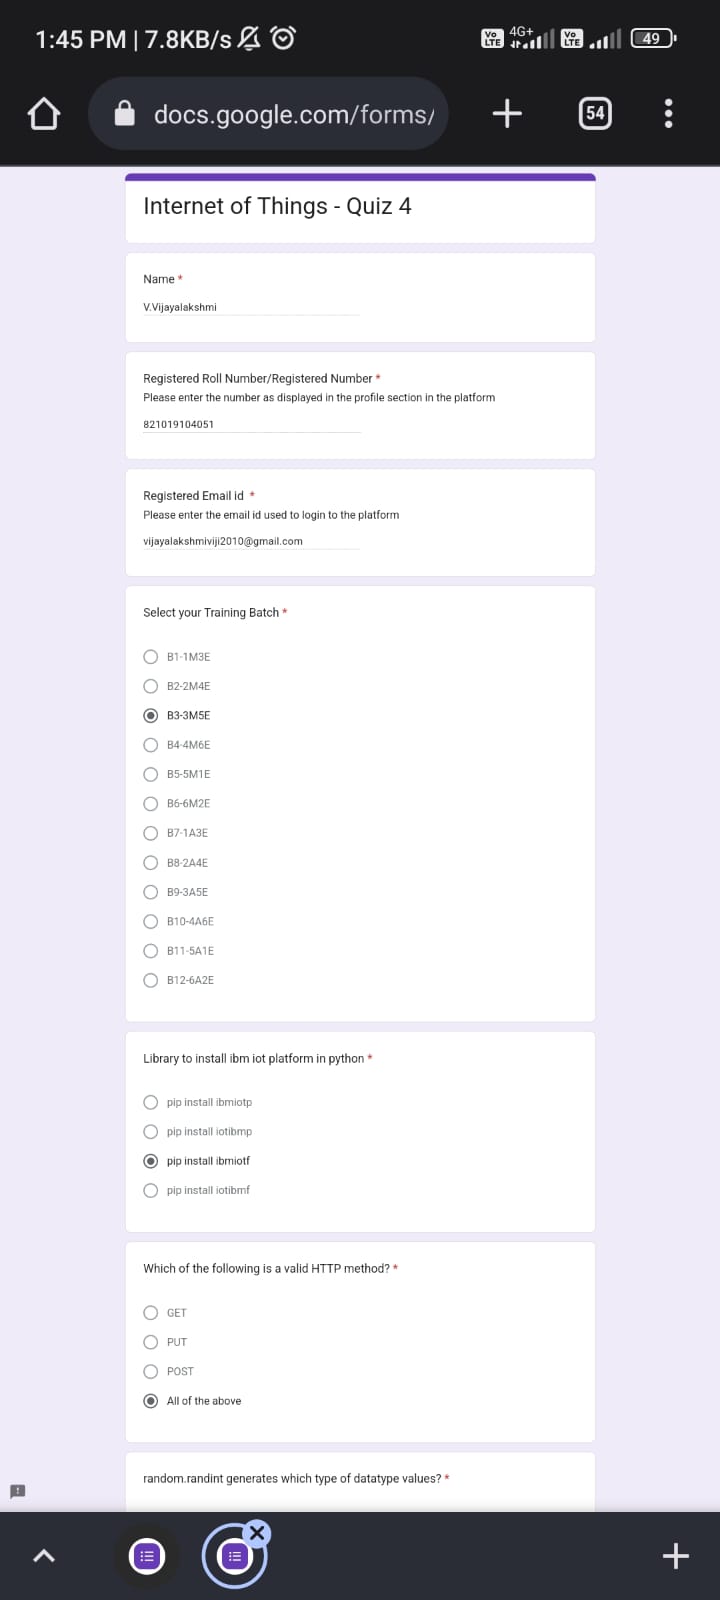 1:45 PM | 7.8KB/s
Vo LTE 4G+ Vo LTE 49
docs.google.com/forms/
54
Internet of Things - Quiz 4
Name *
V.Vijayalakshmi
Registered Roll Number/Registered Number *
Please enter the number as displayed in the profile section in the platform
821019104051
Registered Email id *
Please enter the email id used to login to the platform
vijayalakshmiviji2010@gmail.com
Select your Training Batch *
B1-1M3E
B2-2M4E
B3-3M5E
B4-4M6E
B5-5M1E
B6-6M2E
B7-1A3E
B8-2A4E
B9-3A5E
B10-4A6E
B11-5A1E
B12-6A2E
Library to install ibm iot platform in python *
pip install ibmiotp
pip install iotibmp
pip install ibmiotf
pip install iotibmf
Which of the following is a valid HTTP method? *
GET
PUT
POST
All of the above
random.randint generates which type of datatype values? *